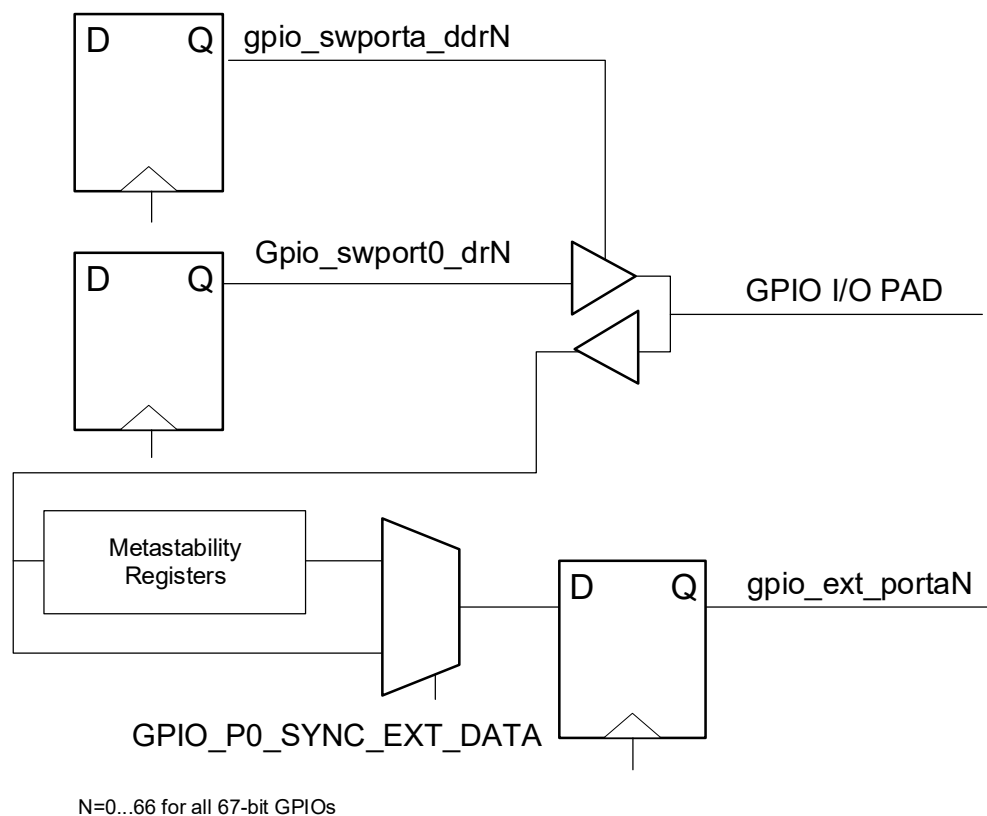 D Q gpio_swporta_ddrN
D Q Gpio_swport0_drN
GPIO I/O PAD
Metastability
Registers
D Q gpio_ext_portaN
GPIO_P0_SYNC_EXT_DATA
N=0...66 for all 67-bit GPIOs